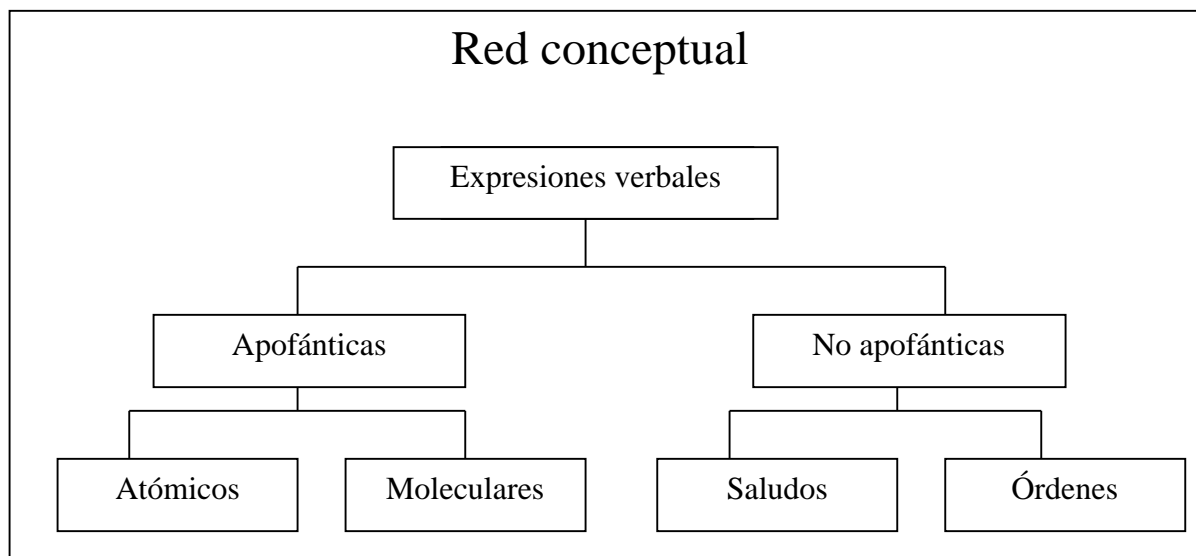 Red conceptual
Expresiones verbales
Apofánticas
No apofánticas
Atómicos
Moleculares
Saludos
Órdenes